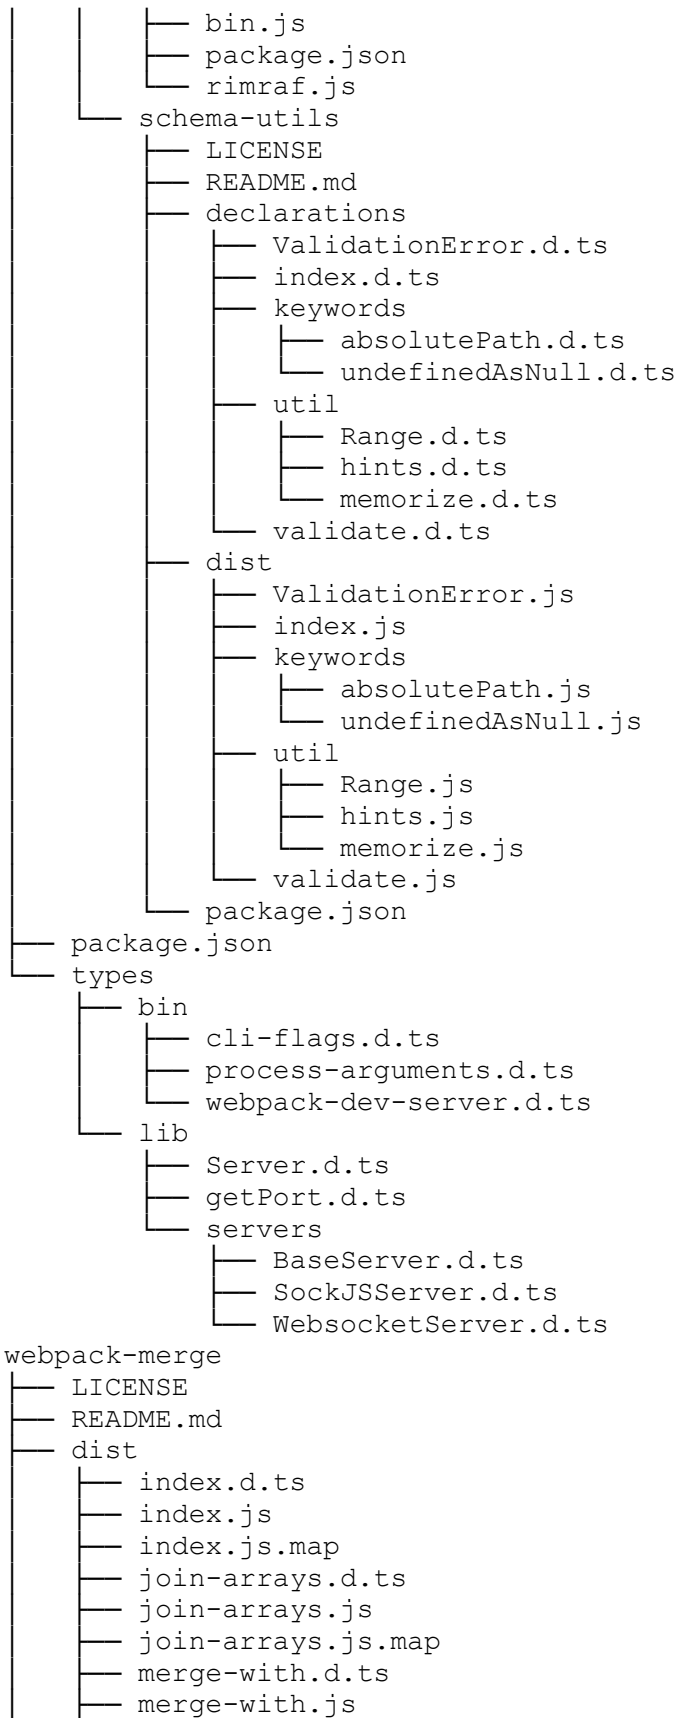 │   │   ├── bin.js
│   │   ├── package.json
│   │   └── rimraf.js
│   └── schema-utils
│       ├── LICENSE
│       ├── README.md
│       ├── declarations
│       │   ├── ValidationError.d.ts
│       │   ├── index.d.ts
│       │   ├── keywords
│       │   │   ├── absolutePath.d.ts
│       │   │   └── undefinedAsNull.d.ts
│       │   ├── util
│       │   │   ├── Range.d.ts
│       │   │   ├── hints.d.ts
│       │   │   └── memorize.d.ts
│       │   └── validate.d.ts
│       ├── dist
│       │   ├── ValidationError.js
│       │   ├── index.js
│       │   ├── keywords
│       │   │   ├── absolutePath.js
│       │   │   └── undefinedAsNull.js
│       │   ├── util
│       │   │   ├── Range.js
│       │   │   ├── hints.js
│       │   │   └── memorize.js
│       │   └── validate.js
│       └── package.json
├── package.json
└── types
    ├── bin
    │   ├── cli-flags.d.ts
    │   ├── process-arguments.d.ts
    │   └── webpack-dev-server.d.ts
    └── lib
        ├── Server.d.ts
        ├── getPort.d.ts
        └── servers
            ├── BaseServer.d.ts
            ├── SockJSServer.d.ts
            └── WebsocketServer.d.ts
webpack-merge
├── LICENSE
├── README.md
├── dist
│   ├── index.d.ts
│   ├── index.js
│   ├── index.js.map
│   ├── join-arrays.d.ts
│   ├── join-arrays.js
│   ├── join-arrays.js.map
│   ├── merge-with.d.ts
│   ├── merge-with.js